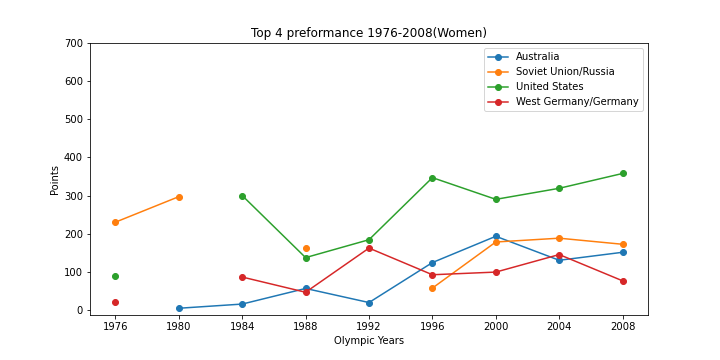 Top 4 preformance 1976-2008(Women)
700
600
500
400
300
200
100
0
Points
Australia
Soviet Union/Russia
United States
West Germany/Germany
1976 1980 1984 1988 1992 1996 2000 2004 2008
Olympic Years